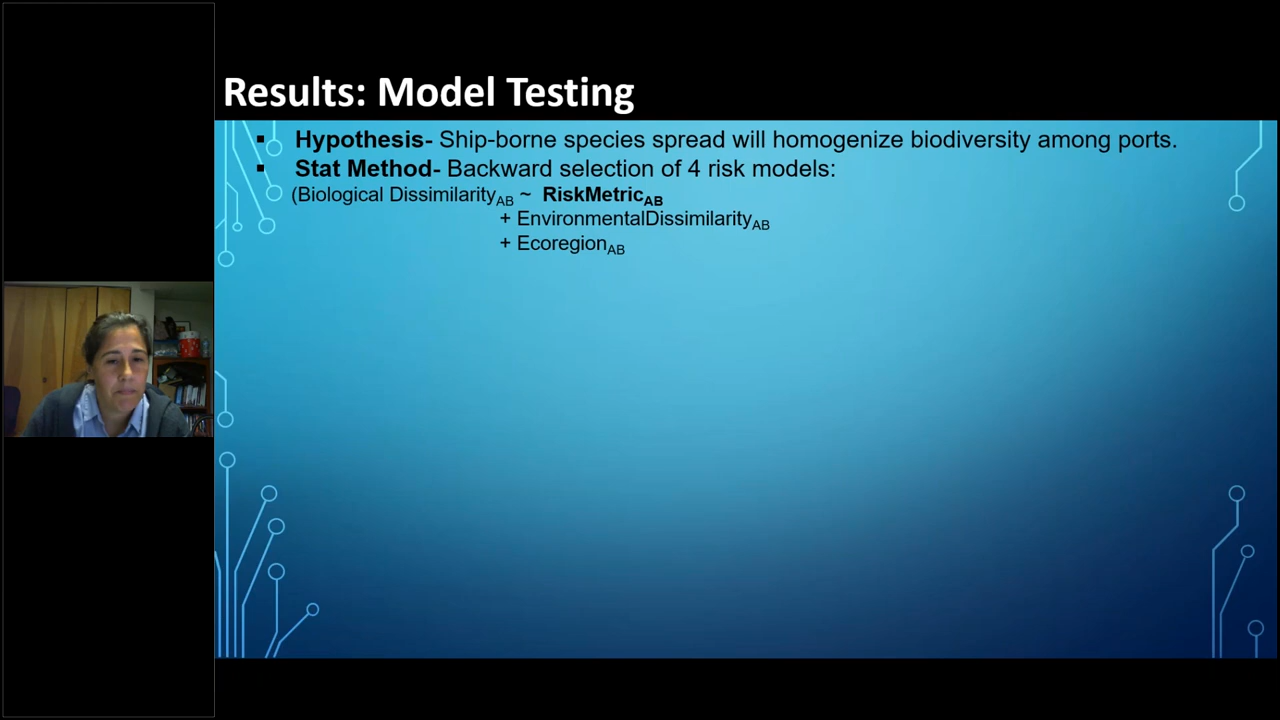 Results: Model Testing
▪ Hypothesis- Ship-borne species spread will homogenize biodiversity among ports.
▪ Stat Method- Backward selection of 4 risk models:
(Biological DissimilarityAB ~ RiskMetricAB
+ EnvironmentalDissimilarityAB
+ EcoregionAB